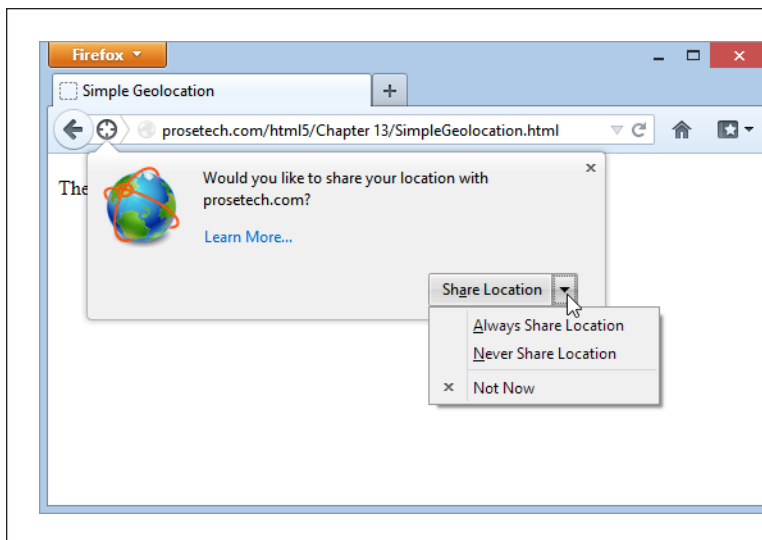 Firefox
Simple Geolocation
prosetech.com/html5/Chapter 13/SimpleGeolocation.html
The
Would you like to share your location with
prosetech.com?
Learn More...
Share Location
Always Share Location
Never Share Location
Not Now